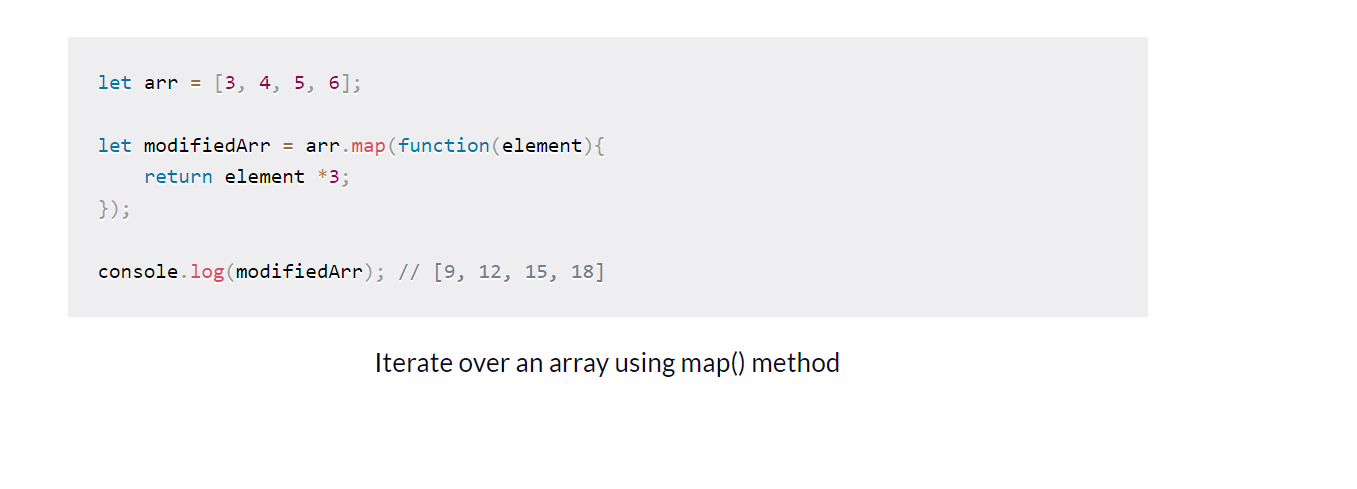 let arr = [3, 4, 5, 6];
let modifiedArr = arr.map(function(element){
    return element *3;
});
console.log(modifiedArr); // [9, 12, 15, 18]
Iterate over an array using map() method